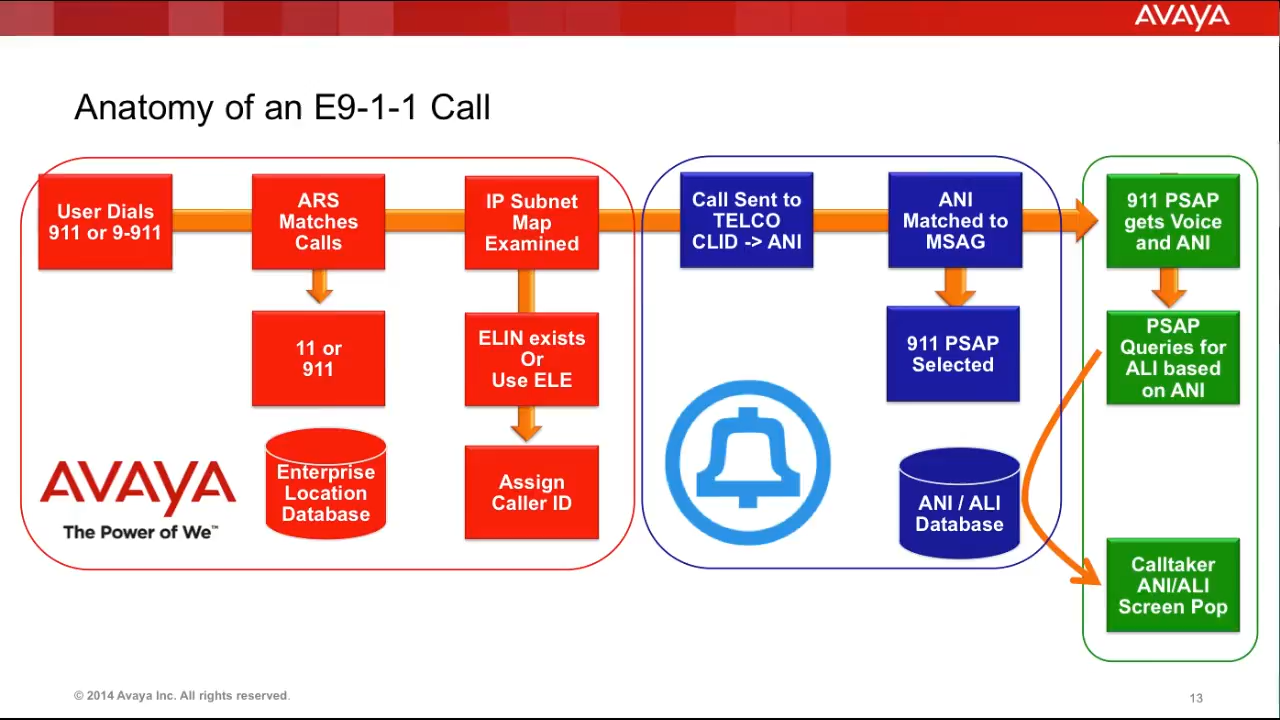 AVAYA
Anatomy of an E9-1-1 Call
User Dials
911 or 9-911
ARS
Matches
Calls
IP Subnet
Map
Examined
Call Sent to
TELCO
CLID -> ANI
ANI
Matched to
MSAG
911 PSAP
gets Voice
and ANI
11 or
911
ELIN exists
Or
Use ELE
911 PSAP
Selected
PSAP
Queries for
ALI based
on ANI
AVAYA
The Power of We™
Enterprise
Location
Database
Assign
Caller ID
ANI / ALI
Database
Calltaker
ANI/ALI
Screen Pop
© 2014 Avaya Inc. All rights reserved.
13